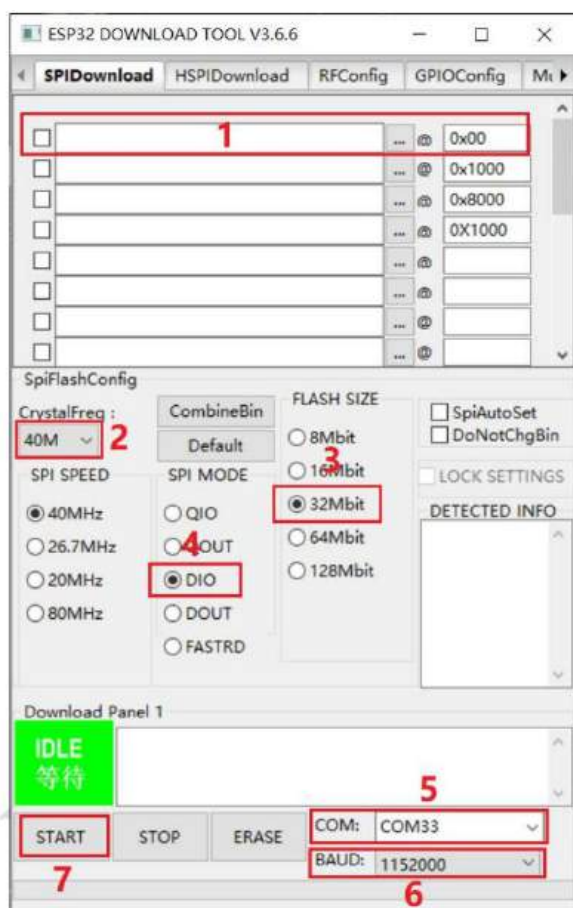 ESP32 DOWNLOAD TOOL V3.6.6
SPIDownload HSPIDownload RFConfig GPIOConfig
1 ... @ 0x00
... @ 0x1000
... @ 0x8000
... @ 0X1000
... @
... @
... @
... @
SpiFlashConfig
CrystalFreq :
40M 2
CombineBin
Default
SPI SPEED
40MHz
26.7MHz
20MHz
80MHz
SPI MODE
QIO
4
DIO
DOUT
FASTRD
FLASH SIZE
8Mbit
3
16Mbit
32Mbit
64Mbit
128Mbit
SpiAutoSet
DoNotChgBin
LOCK SETTINGS
DETECTED INFO
Download Panel 1
IDLE
等待
5
START STOP ERASE
COM: COM33
BAUD: 1152000
7
6